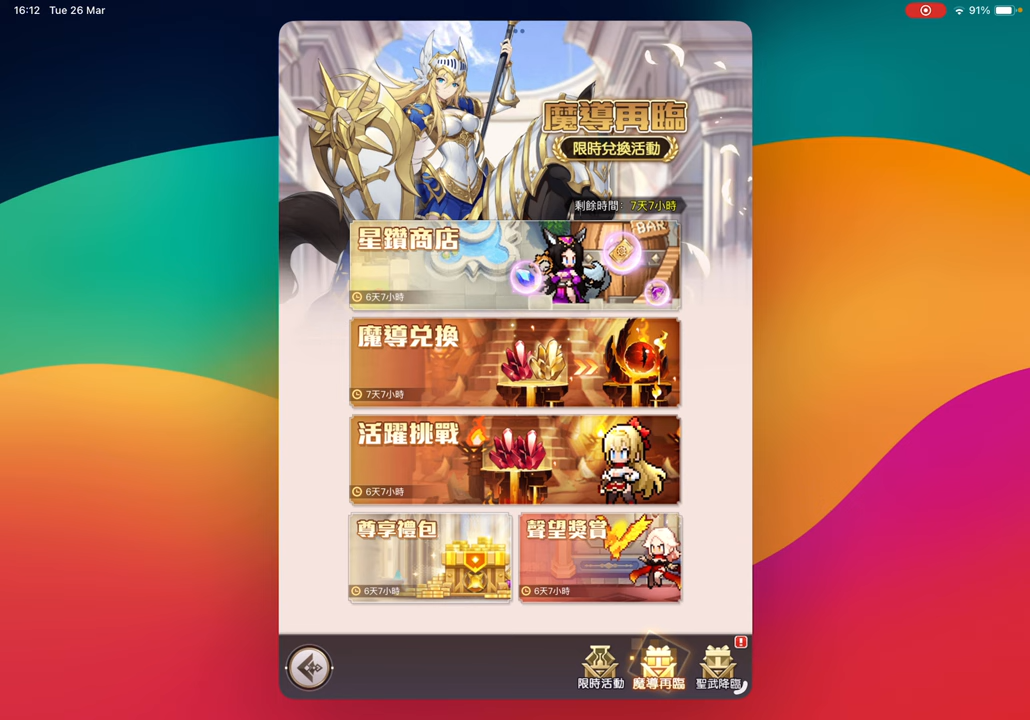 16:12 Tue 26 Mar
91%
魔導再臨
限時兌換活動
剩餘時間: 7天7小時
星鑽商店
BAR
6天7小時
魔導兌換
7天7小時
活躍挑戰
6天7小時
尊享禮包
6天7小時
聲望獎賞
6天7小時
限時活動
魔導再臨
聖武降臨